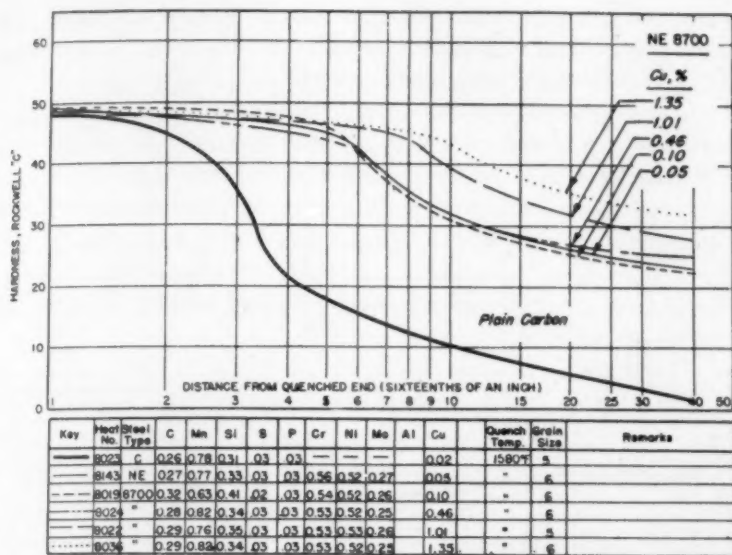 60
50
40
30
20
10
0
HARDNESS, ROCKWELL "C"
NE 8700
Cu, %
1.35
1.01
0.46
0.10
0.05
Plain Carbon
DISTANCE FROM QUENCHED END (SIXTEENTHS OF AN INCH)
1 2 3 4 5 6 7 8 9 10 15 20 25 30 40 50
Key Heat No. Steel Type C Mn Si S P Cr Ni Mo Al Cu Quench Temp. Grain Size Remarks
8023 C 0.26 0.78 0.31 .03 .03 — — — 0.02 1580°F 5
8143 NE 0.27 0.77 0.33 .03 .03 0.56 0.52 0.27 0.05 " 6
8019 8700 0.32 0.63 0.41 .02 .03 0.54 0.52 0.26 0.10 " 6
8024 " 0.28 0.82 0.34 .03 .03 0.53 0.52 0.25 0.46 " 6
8022 " 0.29 0.76 0.35 .03 .03 0.53 0.53 0.26 1.01 " 5
8036 " 0.29 0.82 0.34 .03 .03 0.53 0.52 0.25 1.35 " 6